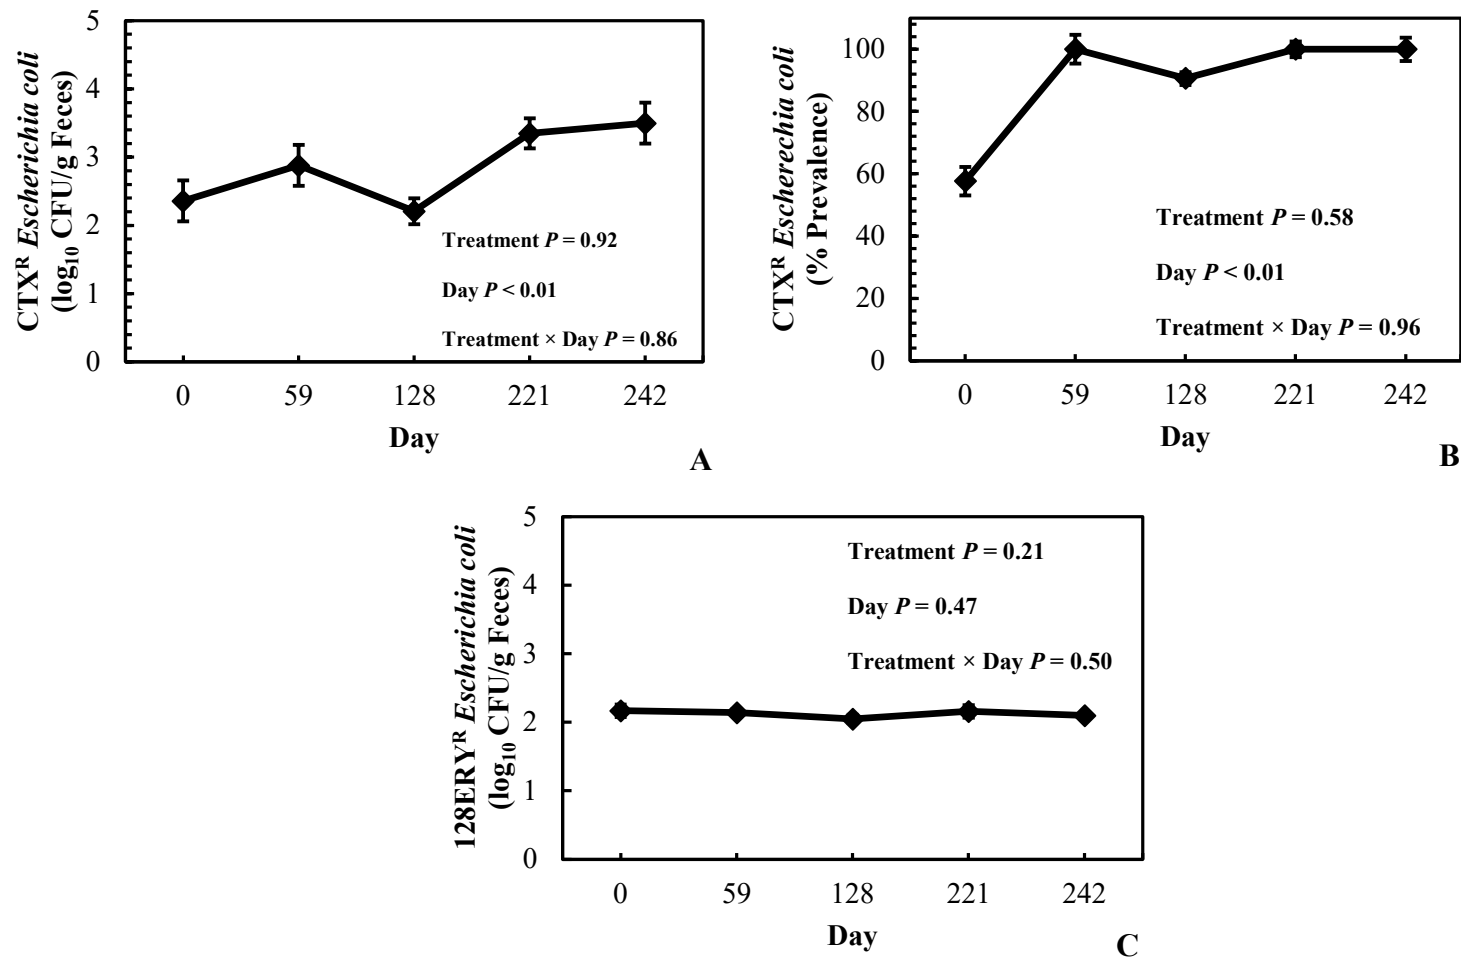 CTXᴿ Escherichia coli
(log₁₀ CFU/g Feces)
5
4
3
2
1
0
Treatment P = 0.92
Day P < 0.01
Treatment × Day P = 0.86
0 59 128 221 242
Day
A
CTXᴿ Escherechia coli
(% Prevalence)
100
80
60
40
20
0
Treatment P = 0.58
Day P < 0.01
Treatment × Day P = 0.96
0 59 128 221 242
Day
B
128ERYᴿ Escherichia coli
(log₁₀ CFU/g Feces)
5
4
3
2
1
0
Treatment P = 0.21
Day P = 0.47
Treatment × Day P = 0.50
0 59 128 221 242
Day
C